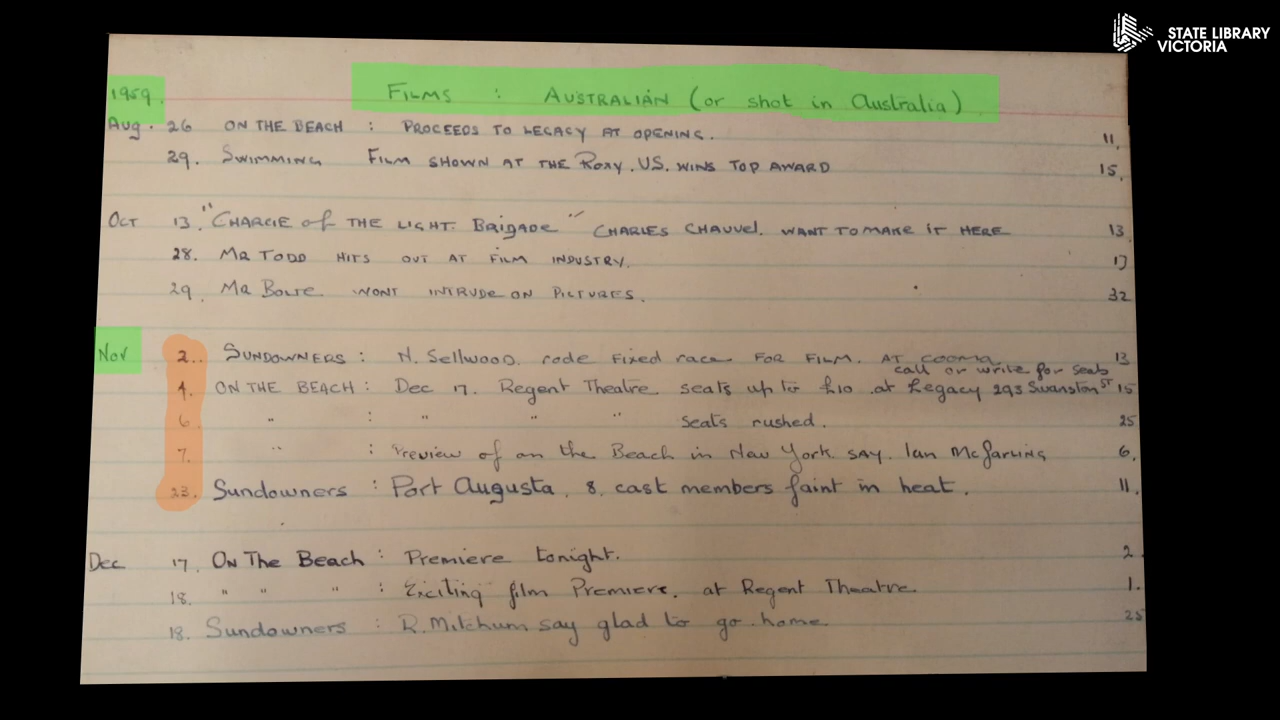 STATE LIBRARY
VICTORIA
1959. FILMS : AUSTRALIAN (or shot in Australia)
Aug. 26 ON THE BEACH : PROCEEDS TO LEGACY AT OPENING. 11.
29. SWIMMING FILM SHOWN AT THE ROXY. U.S. WINS TOP AWARD 15.
OCT 13. "CHARGE of THE LIGHT BRIGADE" CHARLES CHAUVEL. WANT TO MAKE IT HERE 13
28. MR TODD HITS OUT AT FILM INDUSTRY. 17
29. MR BOLTE WONT INTRUDE ON PICTURES. 32
Nov 2.. SUNDOWNERS : N. Sellwood rode fixed race FOR FILM. AT COOMA 13
call or write for seats
4. ON THE BEACH : Dec 17. Regent Theatre seats up to £10 at Legacy 293 Swanston ST 15
6 " : " " " seats rushed. 25
7. " : Preview of on the Beach in New York SAY. Ian McFarling 6.
23. Sundowners : Port Augusta. 8 cast members faint in heat. 11.
Dec 17. ON THE Beach : Premiere tonight. 2.
18. " " " : Exciting film Premiere. at Regent Theatre 1.
18. Sundowners : R. Mitchum say glad to go home 25